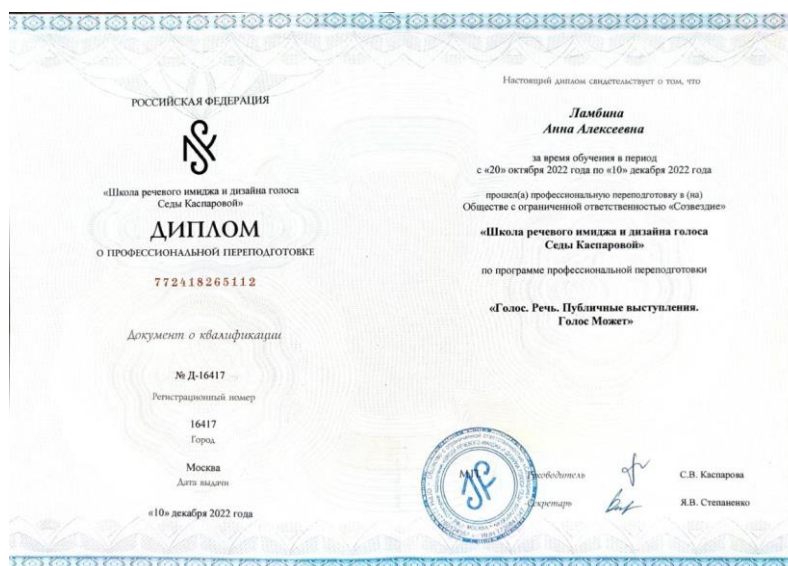 РОССИЙСКАЯ ФЕДЕРАЦИЯ
«Школа речевого имиджа и дизайна голоса
Седы Каспаровой»
ДИПЛОМ
О ПРОФЕССИОНАЛЬНОЙ ПЕРЕПОДГОТОВКЕ
772418265112
Документ о квалификации
№ Д-16417
Регистрационный номер
16417
Город
Москва
Дата выдачи
«10» декабря 2022 года
Настоящий диплом свидетельствует о том, что
Ламбина
Анна Алексеевна
за время обучения в период
с «20» октября 2022 года по «10» декабря 2022 года
прошел(а) профессиональную переподготовку в (на)
Обществе с ограниченной ответственностью «Созвездие»
«Школа речевого имиджа и дизайна голоса
Седы Каспаровой»
по программе профессиональной переподготовки
«Голос. Речь. Публичные выступления.
Голос Может»
М.П.
Руководитель
С.В. Каспарова
Секретарь
Я.В. Степаненко